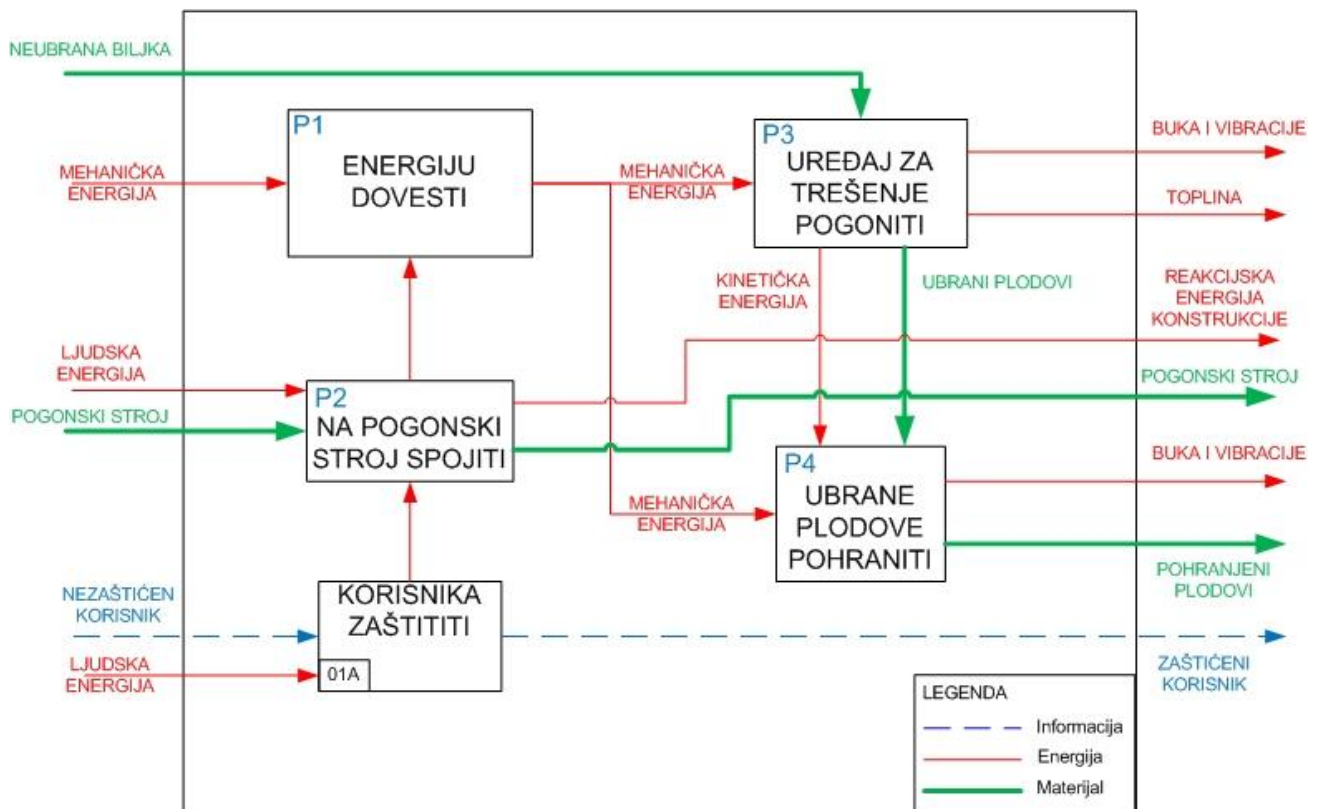 NEUBRANA BILJKA
P1
ENERGIJU
DOVESTI
MEHANIČKA
ENERGIJA
MEHANIČKA
ENERGIJA
P3
UREĐAJ ZA
TREŠENJE
POGONITI
BUKA I VIBRACIJE
TOPLINA
KINETIČKA
ENERGIJA
UBRANI PLODOVI
REAKCIJSKA
ENERGIJA
KONSTRUKCIJE
LJUDSKA
ENERGIJA
POGONSKI STROJ
P2
NA POGONSKI
STROJ SPOJITI
POGONSKI STROJ
MEHANIČKA
ENERGIJA
P4
UBRANE
PLODOVE
POHRANITI
BUKA I VIBRACIJE
POHRANJENI
PLODOVI
NEZAŠTIĆEN
KORISNIK
LJUDSKA
ENERGIJA
KORISNIKA
ZAŠTITITI
01A
ZAŠTIĆENI
KORISNIK
LEGENDA
Informacija
Energija
Materijal